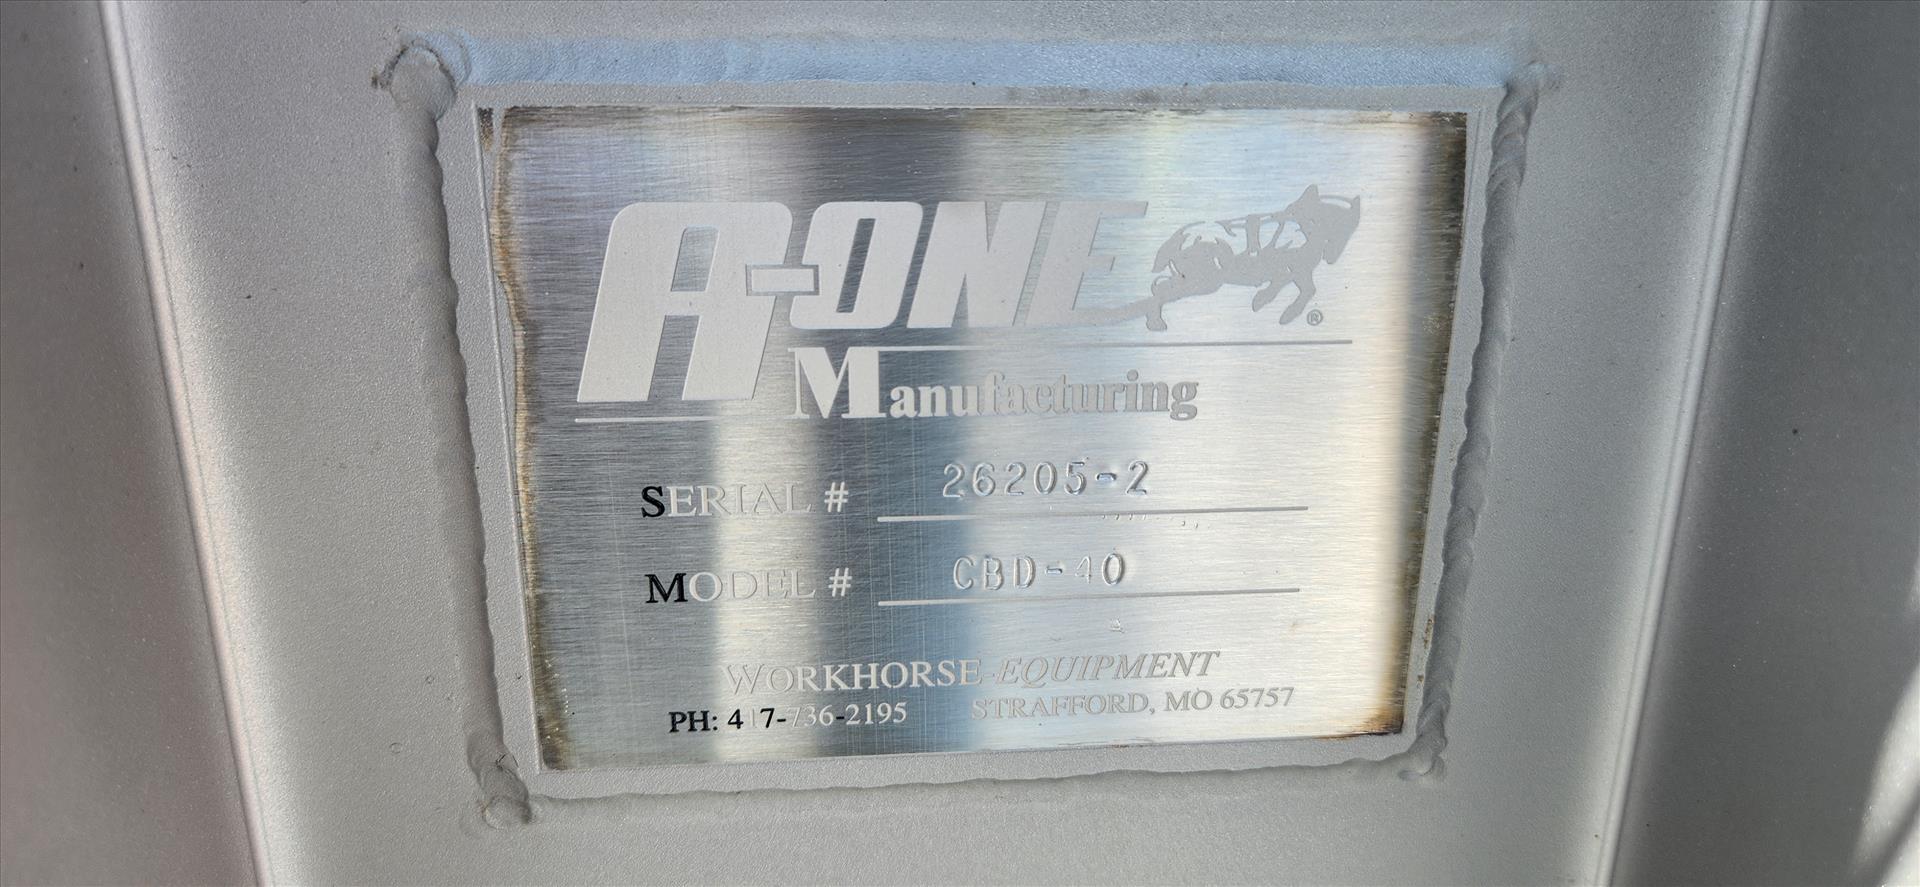 A-ONE ®
Manufacturing
SERIAL # 26205-2
MODEL # CBD-40
WORKHORSE EQUIPMENT
PH: 417-736-2195 STRAFFORD, MO 65757